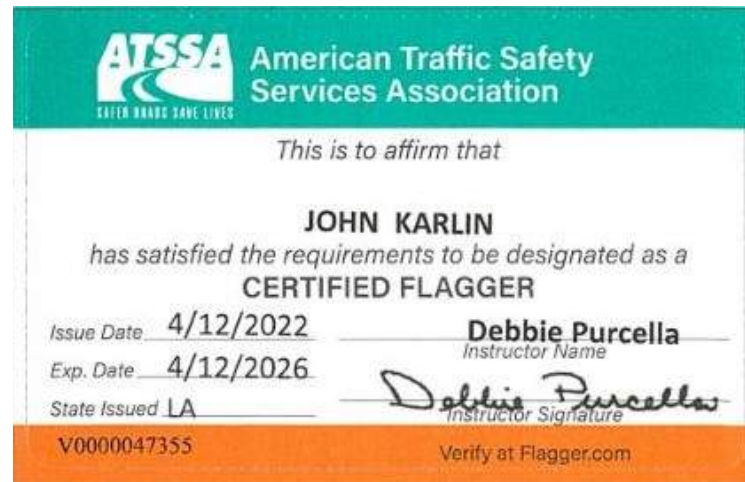 ATSSA
SAFER ROADS SAVE LIVES
American Traffic Safety
Services Association
This is to affirm that
JOHN KARLIN
has satisfied the requirements to be designated as a
CERTIFIED FLAGGER
Issue Date 4/12/2022
Debbie Purcella
Instructor Name
Exp. Date 4/12/2026
Debbie Purcella
Instructor Signature
State Issued LA
V0000047355
Verify at Flagger.com